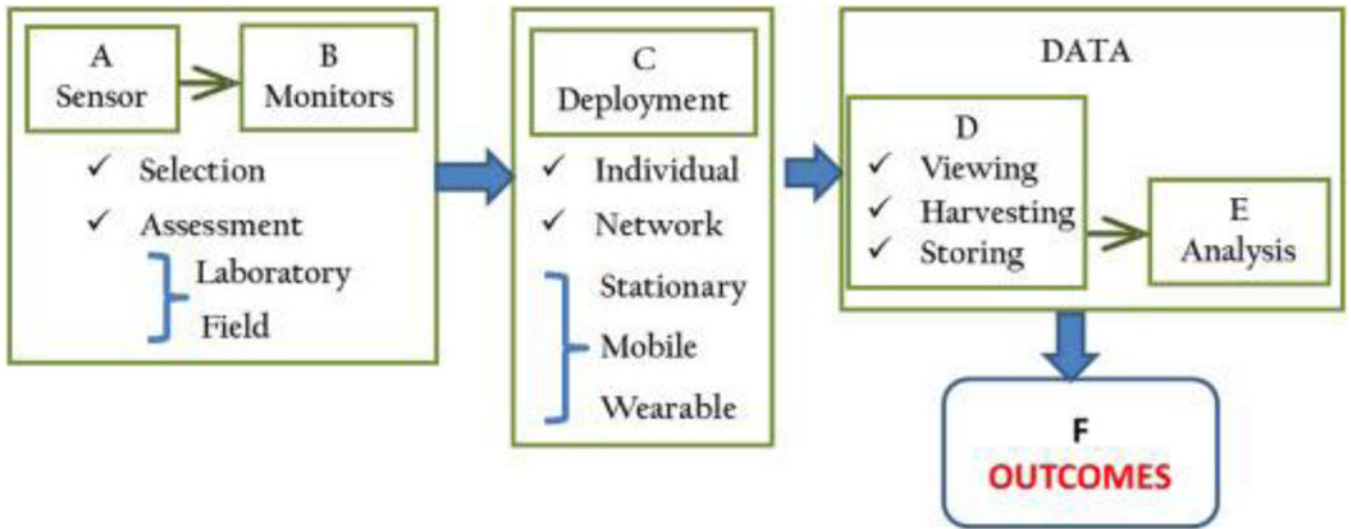 A
Sensor
B
Monitors
✓ Selection
✓ Assessment
Laboratory
Field
C
Deployment
✓ Individual
✓ Network
Stationary
Mobile
Wearable
DATA
D
✓ Viewing
✓ Harvesting
✓ Storing
E
Analysis
F
OUTCOMES